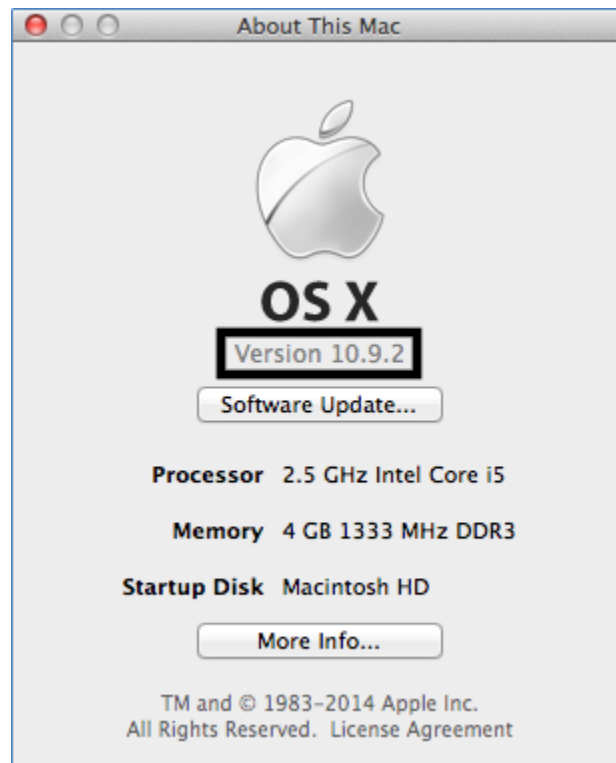 About This Mac
OS X
Version 10.9.2
Software Update...
Processor 2.5 GHz Intel Core i5
Memory 4 GB 1333 MHz DDR3
Startup Disk Macintosh HD
More Info...
TM and © 1983–2014 Apple Inc.
All Rights Reserved. License Agreement